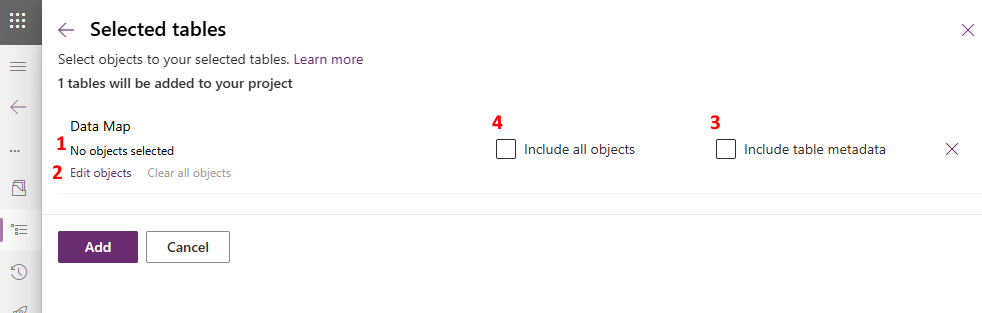 Selected tables
Select objects to your selected tables. Learn more
1 tables will be added to your project
Data Map
4
3
1 No objects selected
Include all objects
Include table metadata
2 Edit objects Clear all objects
Add Cancel